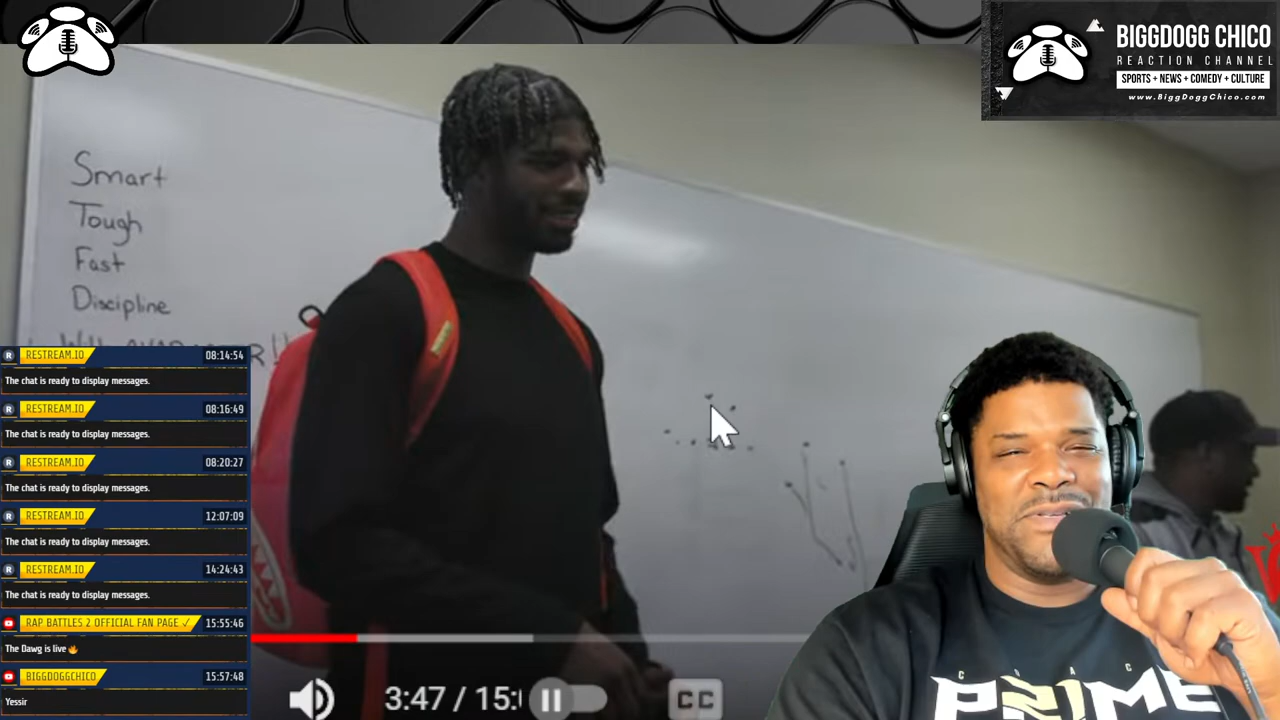 BIGGDOGG CHICO
REACTION CHANNEL
SPORTS + NEWS + COMEDY + CULTURE
www.BiggDoggChico.com
Smart
Tough
Fast
Discipline
R RESTREAM.IO 08:14:54
The chat is ready to display messages.
R RESTREAM.IO 08:16:49
The chat is ready to display messages.
R RESTREAM.IO 08:20:27
The chat is ready to display messages.
R RESTREAM.IO 12:07:09
The chat is ready to display messages.
R RESTREAM.IO 14:24:43
The chat is ready to display messages.
RAP BATTLES 2 OFFICIAL FAN PAGE ✓ 15:55:46
The Dawg is live🔥
BIGGDOGGCHICO 15:57:48
Yessir
3:47 / 15:
CC
C O A C
PRIME